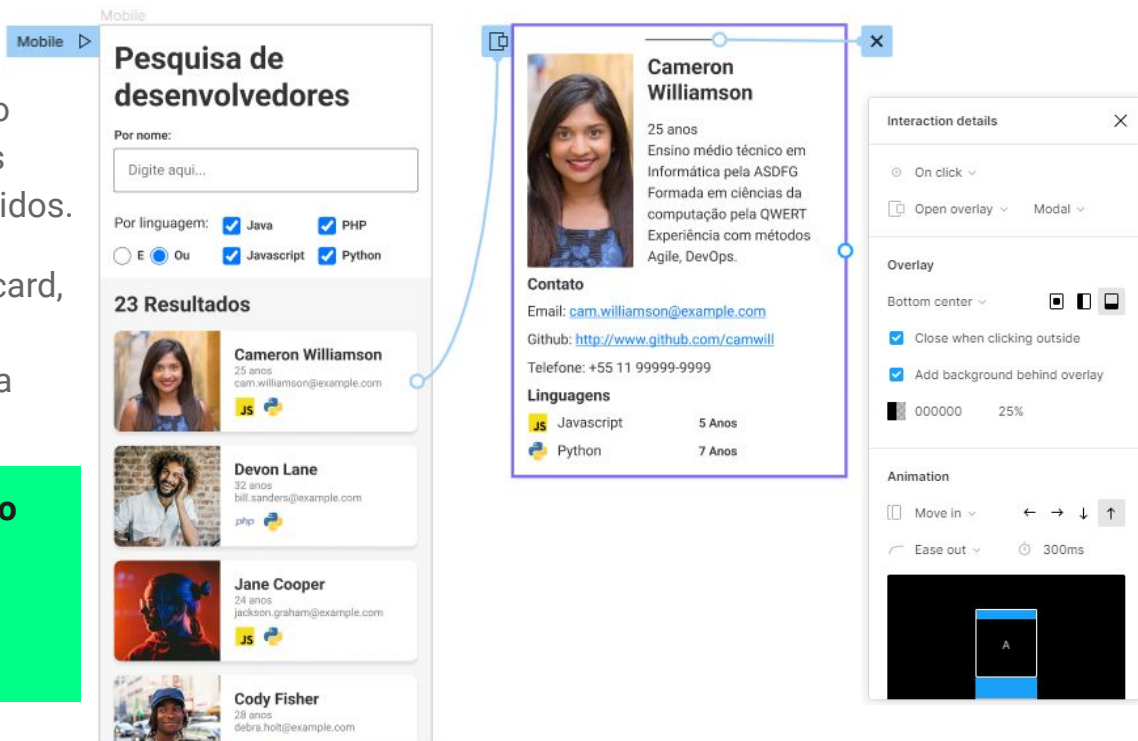 Mobile
Mobile
o
s
idos.
card,
a
o
Pesquisa de
desenvolvedores
Por nome:
Digite aqui...
Por linguagem:
Java
PHP
E
Ou
Javascript
Python
23 Resultados
Cameron Williamson
25 anos
cam.williamson@example.com
JS
Devon Lane
32 anos
bill.sanders@example.com
php
Jane Cooper
24 anos
jackson.graham@example.com
JS
Cody Fisher
28 anos
debra.holt@example.com
Cameron
Williamson
25 anos
Ensino médio técnico em
Informática pela ASDFG
Formada em ciências da
computação pela QWERT
Experiência com métodos
Agile, DevOps.
Contato
Email: cam.williamson@example.com
Github: http://www.github.com/camwill
Telefone: +55 11 99999-9999
Linguagens
JS Javascript 5 Anos
Python 7 Anos
Interaction details
On click
Open overlay Modal
Overlay
Bottom center
Close when clicking outside
Add background behind overlay
000000 25%
Animation
Move in
Ease out 300ms
A